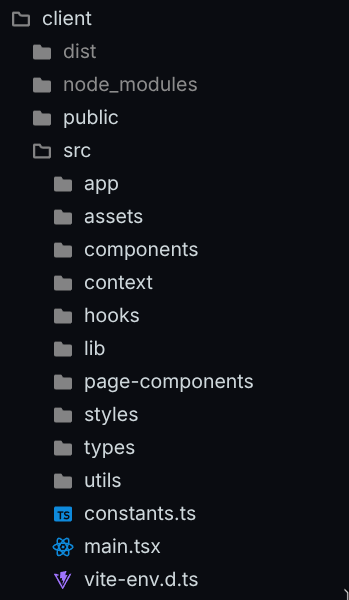 client
dist
node_modules
public
src
app
assets
components
context
hooks
lib
page-components
styles
types
utils
TS constants.ts
main.tsx
vite-env.d.ts